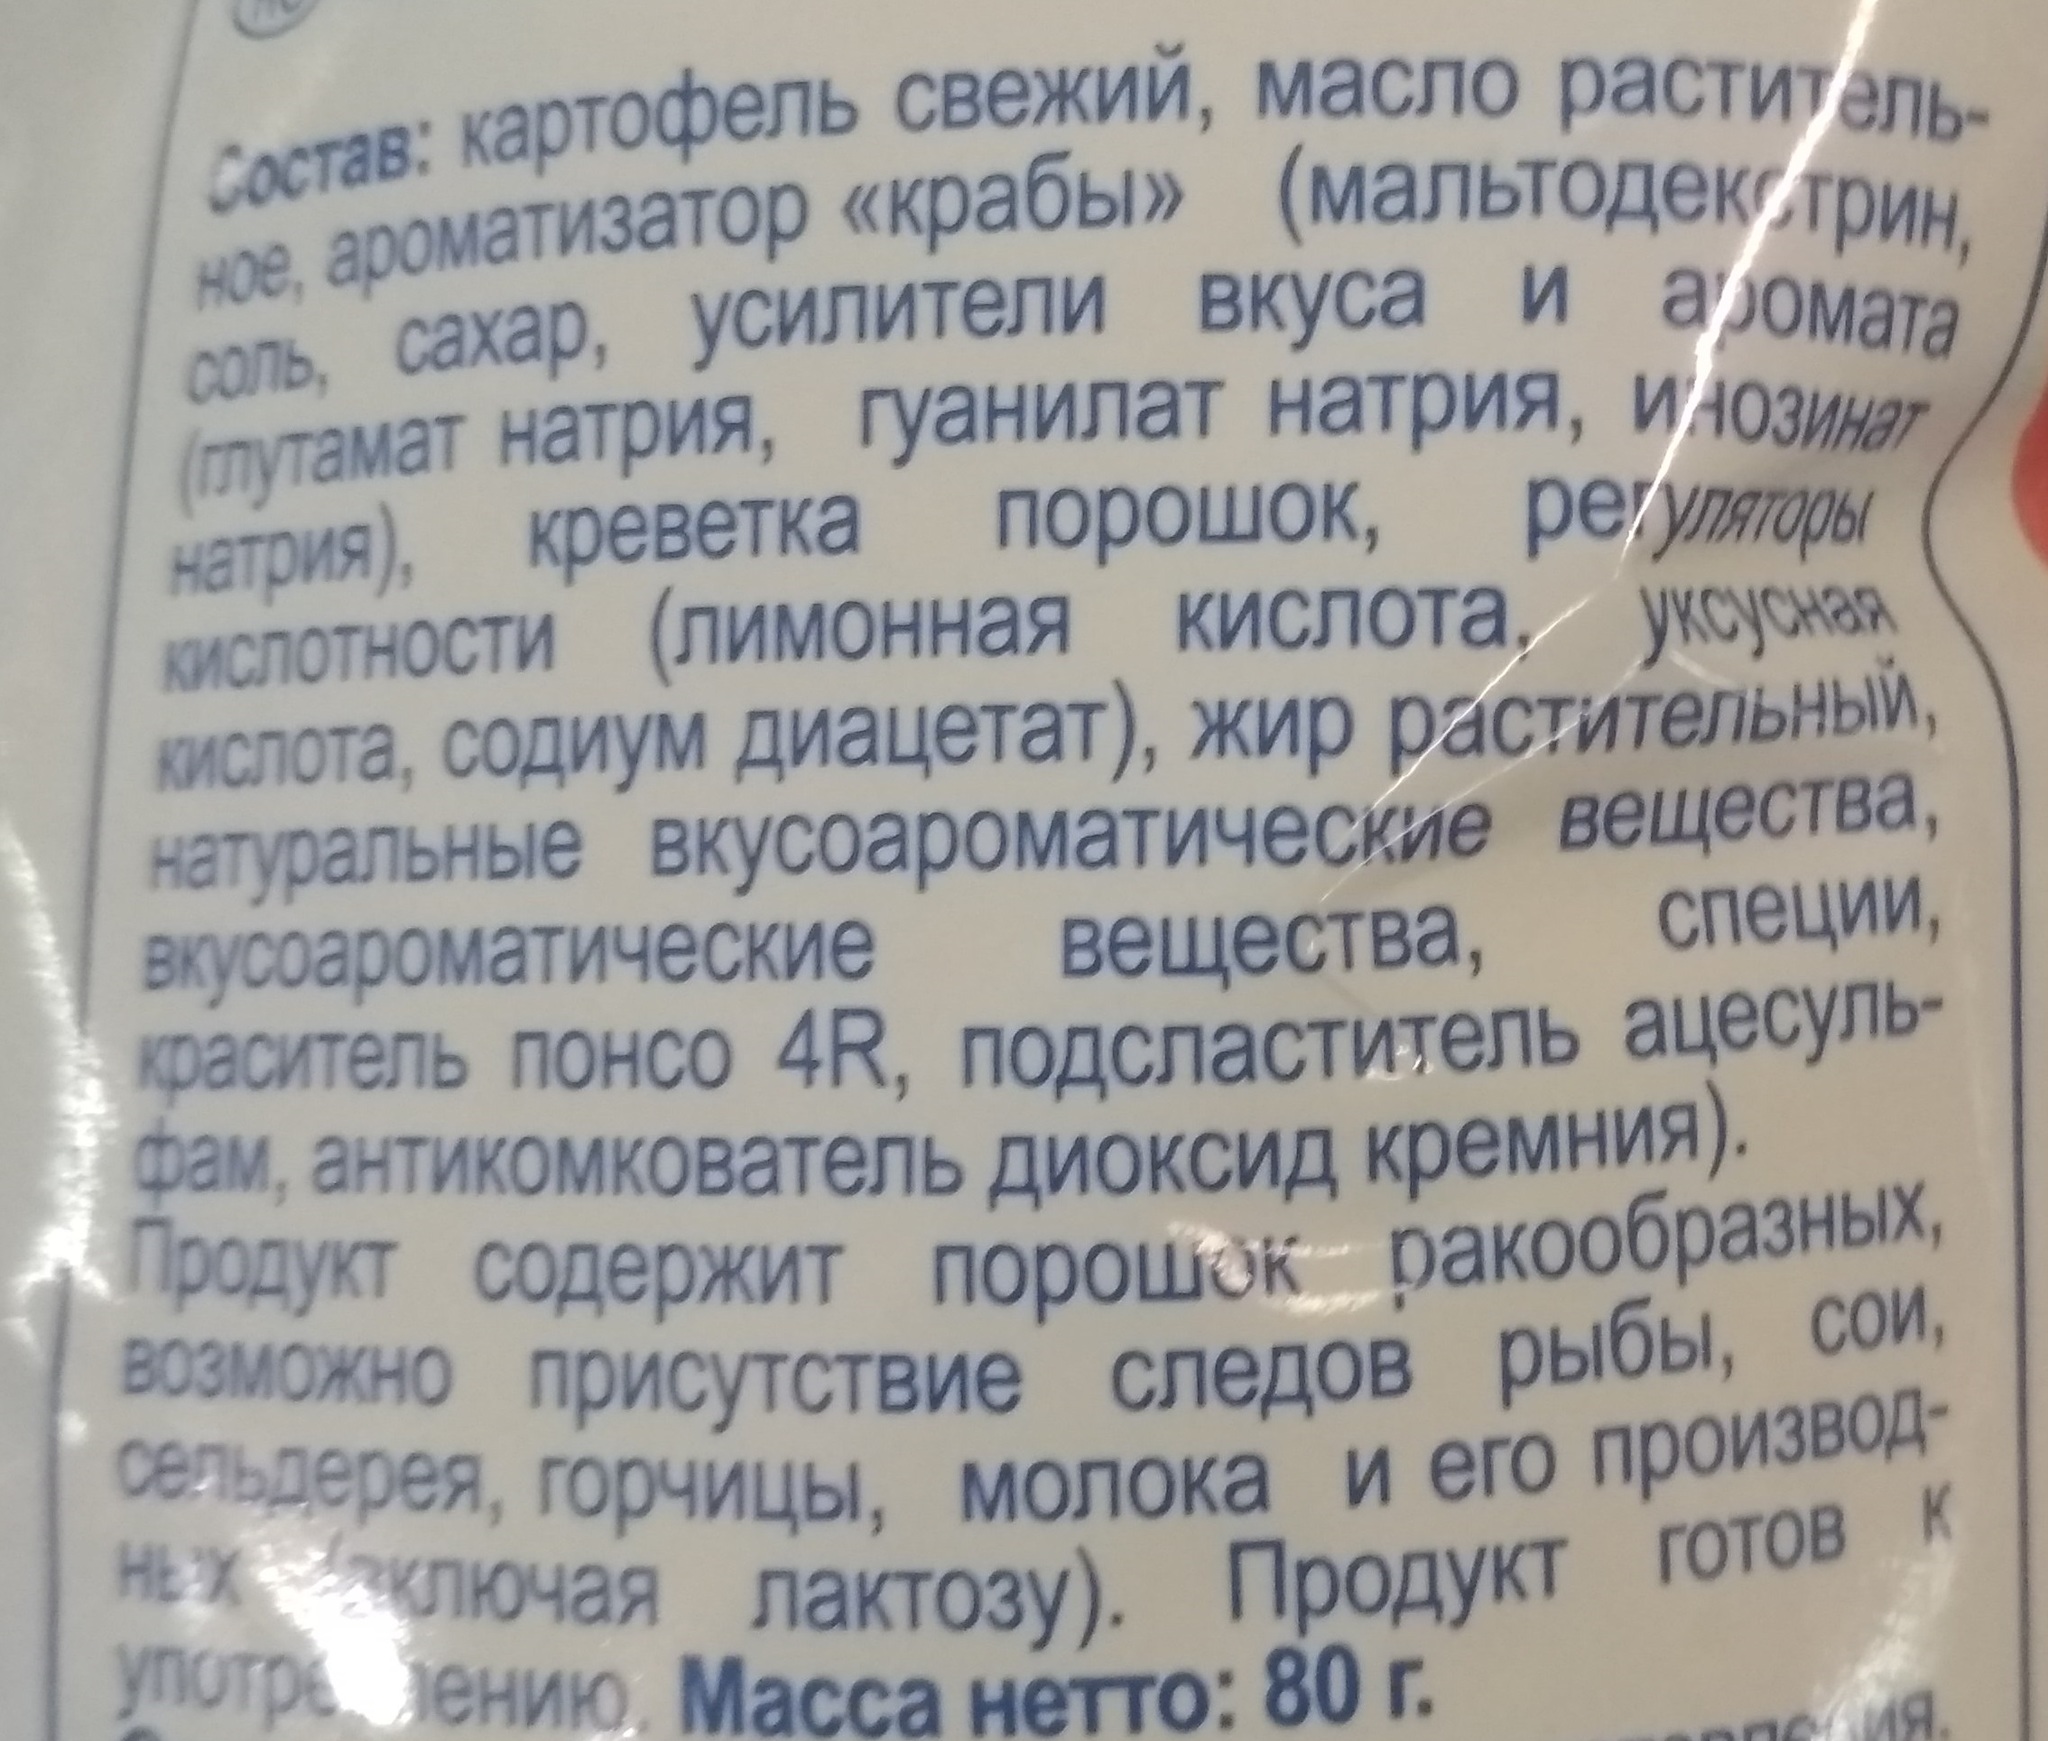 Состав: картофель свежий, масло раститель-
ное, ароматизатор «крабы» (мальтодекстрин,
соль, сахар, усилители вкуса и аромата
(глутамат натрия, гуанилат натрия, инозинат
натрия), креветка порошок, регуляторы
кислотности (лимонная кислота, уксусная
кислота, содиум диацетат), жир растительный,
натуральные вкусоароматические вещества,
вкусоароматические вещества, специи,
краситель понсо 4R, подсластитель ацесуль-
фам, антикомкователь диоксид кремния).
Продукт содержит порошок ракообразных,
возможно присутствие следов рыбы, сои,
сельдерея, горчицы, молока и его производ-
ных (включая лактозу). Продукт готов к
употреблению. Масса нетто: 80 г.